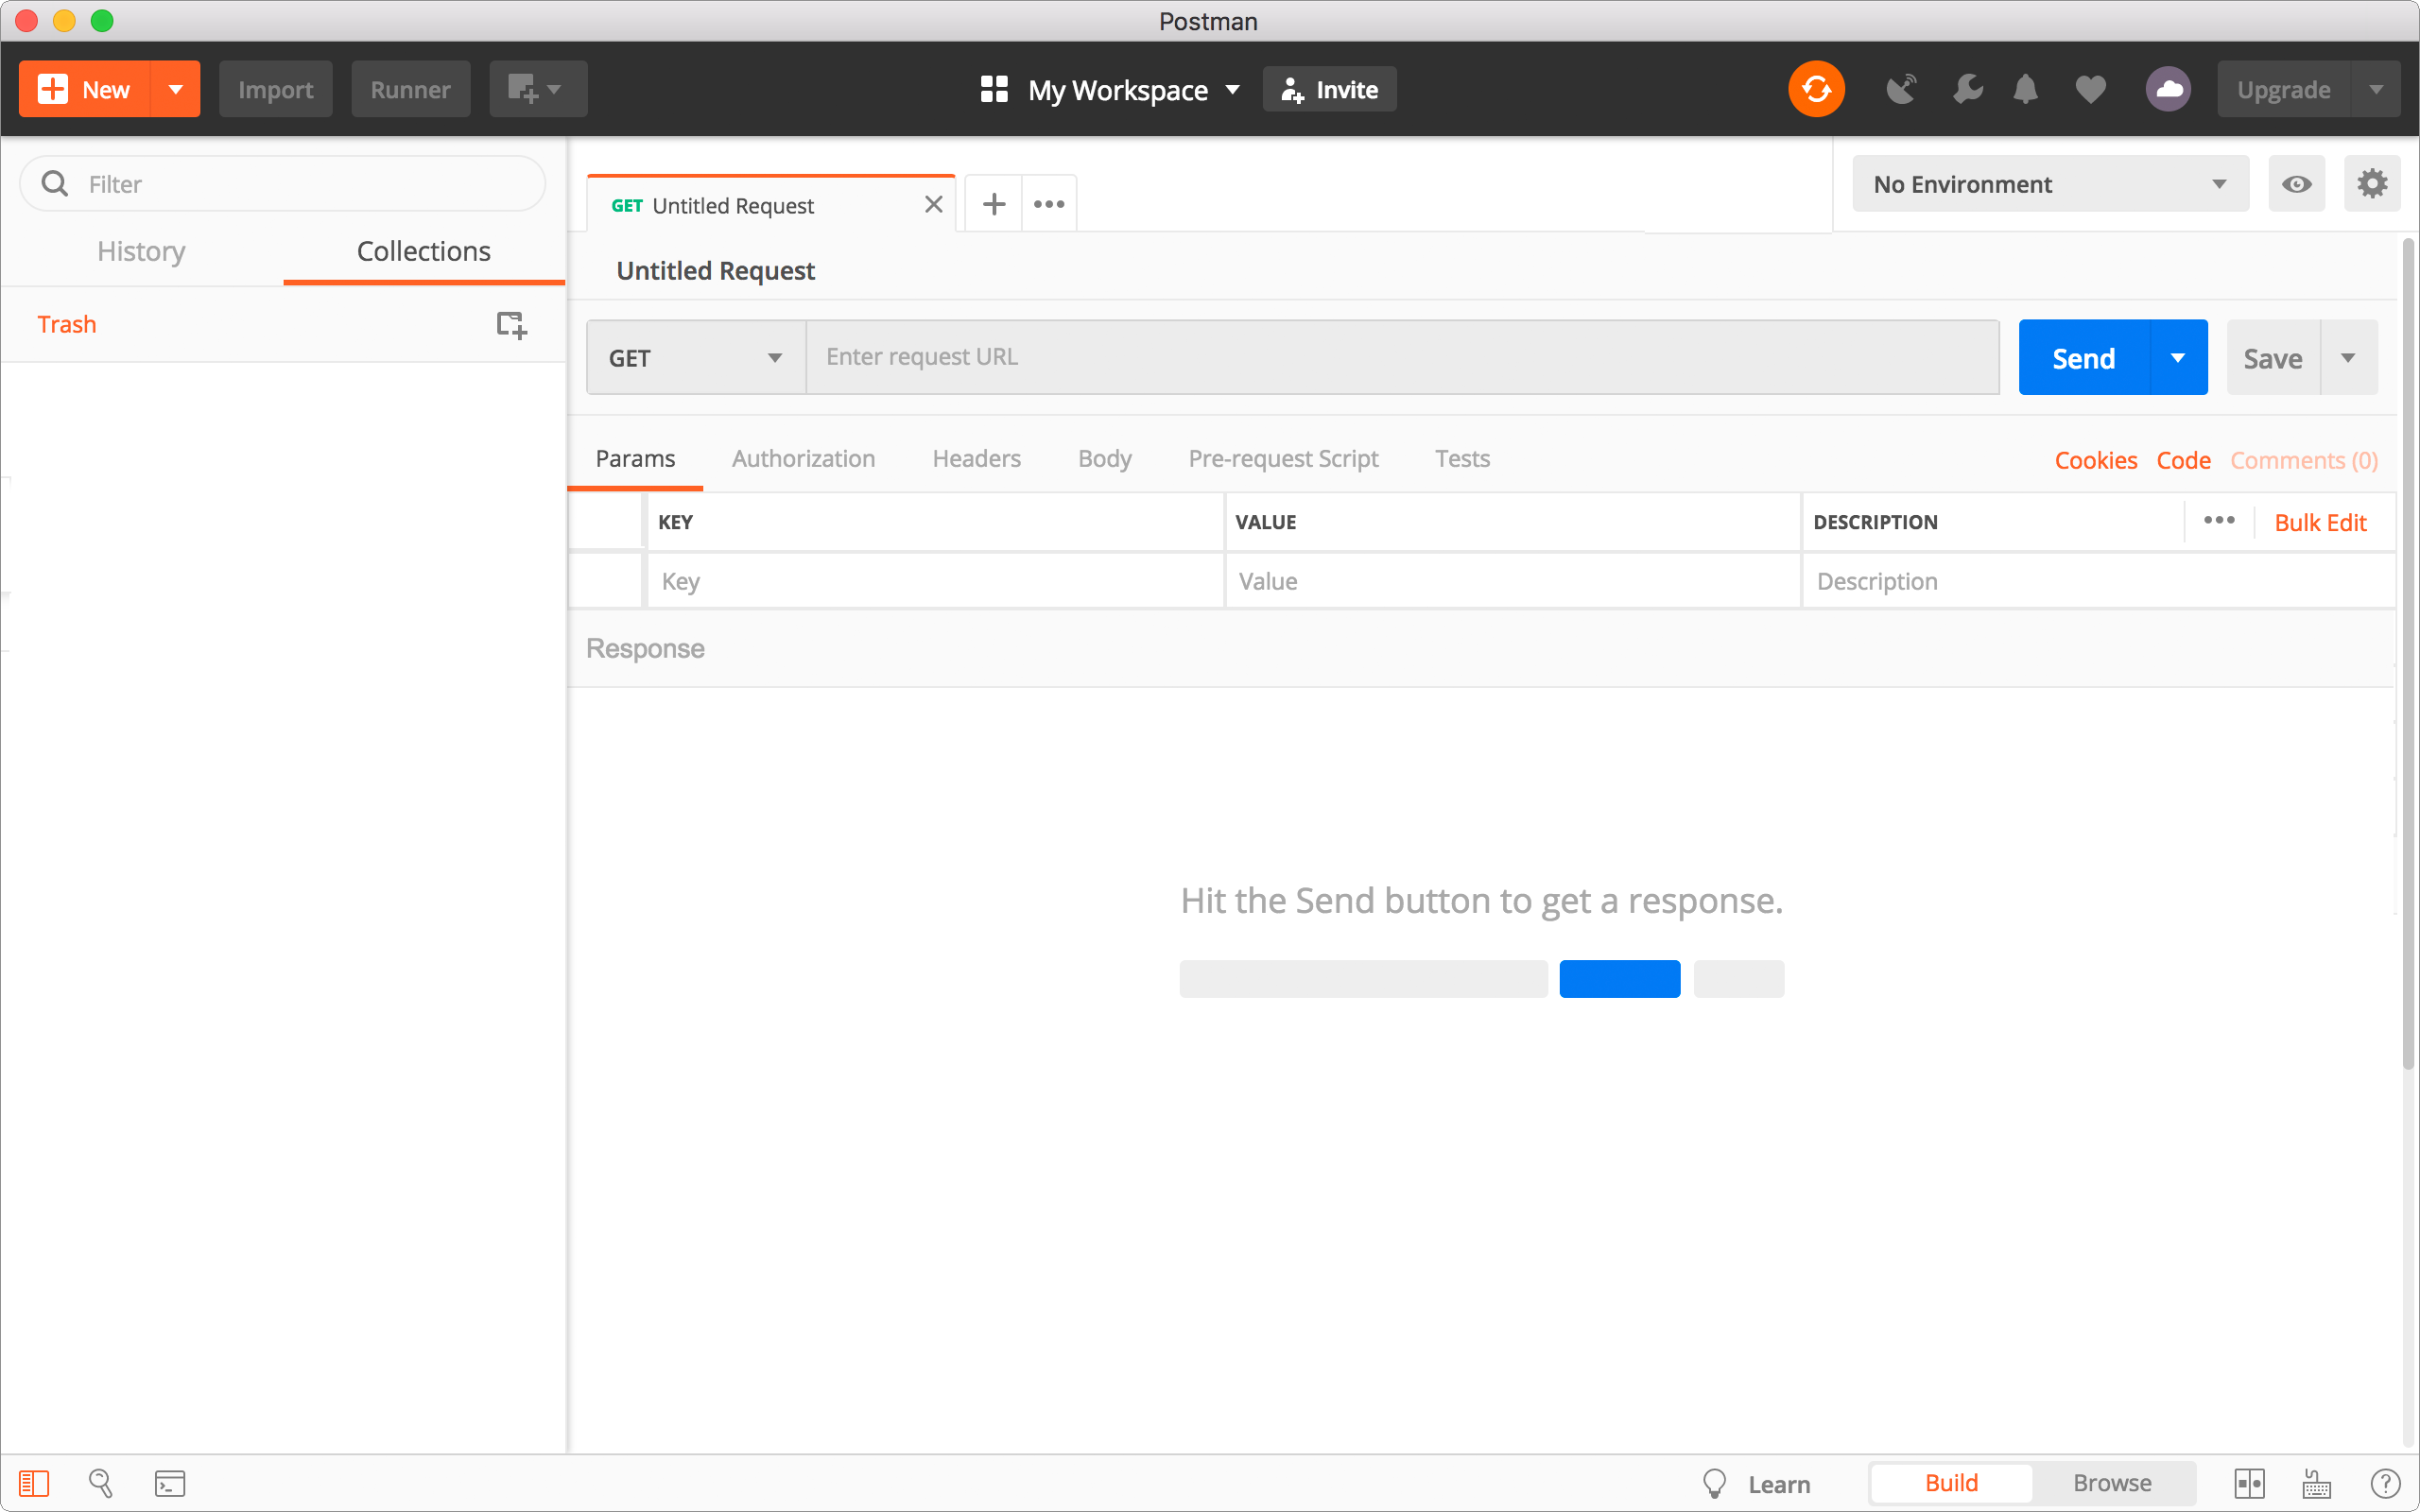 Postman
New
Import
Runner
My Workspace
Invite
Upgrade
Filter
History
Collections
Trash
GET Untitled Request
No Environment
Untitled Request
GET
Enter request URL
Send
Save
Params
Authorization
Headers
Body
Pre-request Script
Tests
Cookies
Code
Comments (0)
KEY
VALUE
DESCRIPTION
Bulk Edit
Key
Value
Description
Response
Hit the Send button to get a response.
Learn
Build
Browse